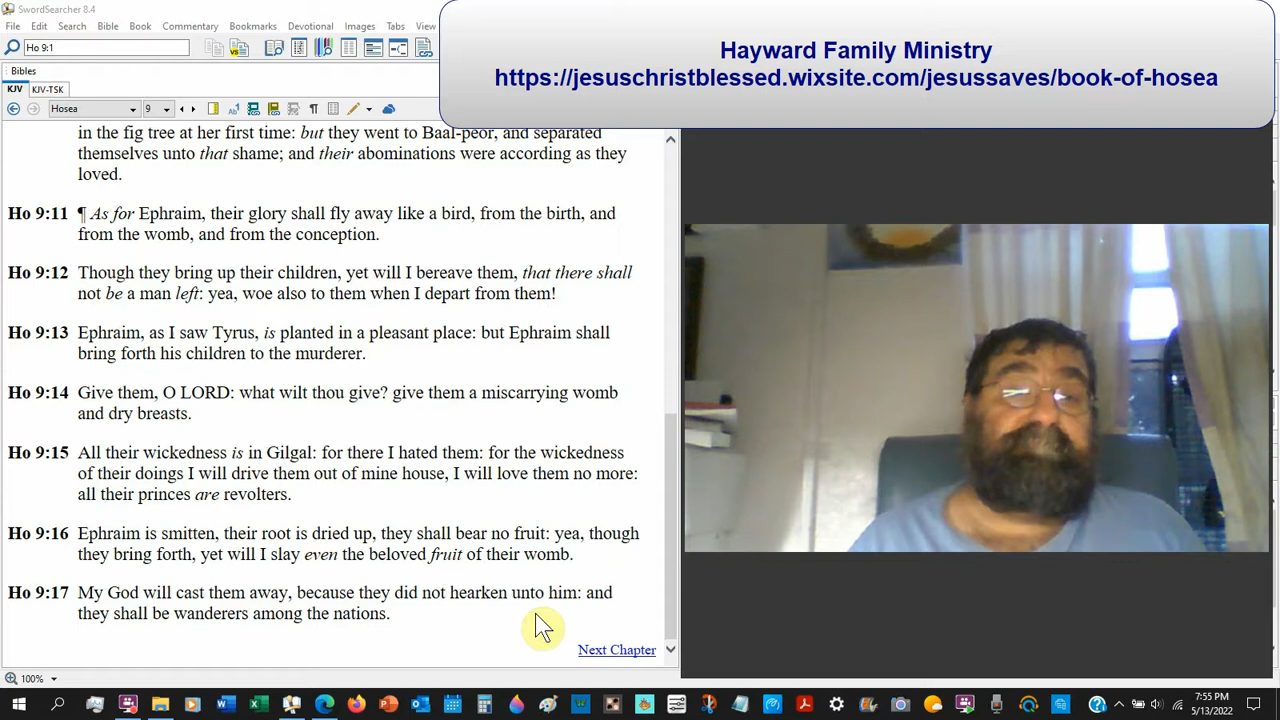 SwordSearcher 8.4
File Edit Search Bible Book Commentary Bookmarks Devotional Images Tabs View
Ho 9:1
Hayward Family Ministry
https://jesuschristblessed.wixsite.com/jesussaves/book-of-hosea
Bibles
KJV KJV-TSK
Hosea 9
in the fig tree at her first time: but they went to Baal-peor, and separated
themselves unto that shame; and their abominations were according as they
loved.
Ho 9:11 ¶ As for Ephraim, their glory shall fly away like a bird, from the birth, and
from the womb, and from the conception.
Ho 9:12 Though they bring up their children, yet will I bereave them, that there shall
not be a man left: yea, woe also to them when I depart from them!
Ho 9:13 Ephraim, as I saw Tyrus, is planted in a pleasant place: but Ephraim shall
bring forth his children to the murderer.
Ho 9:14 Give them, O LORD: what wilt thou give? give them a miscarrying womb
and dry breasts.
Ho 9:15 All their wickedness is in Gilgal: for there I hated them: for the wickedness
of their doings I will drive them out of mine house, I will love them no more:
all their princes are revolters.
Ho 9:16 Ephraim is smitten, their root is dried up, they shall bear no fruit: yea, though
they bring forth, yet will I slay even the beloved fruit of their womb.
Ho 9:17 My God will cast them away, because they did not hearken unto him: and
they shall be wanderers among the nations.
Next Chapter
100%
7:55 PM
5/13/2022